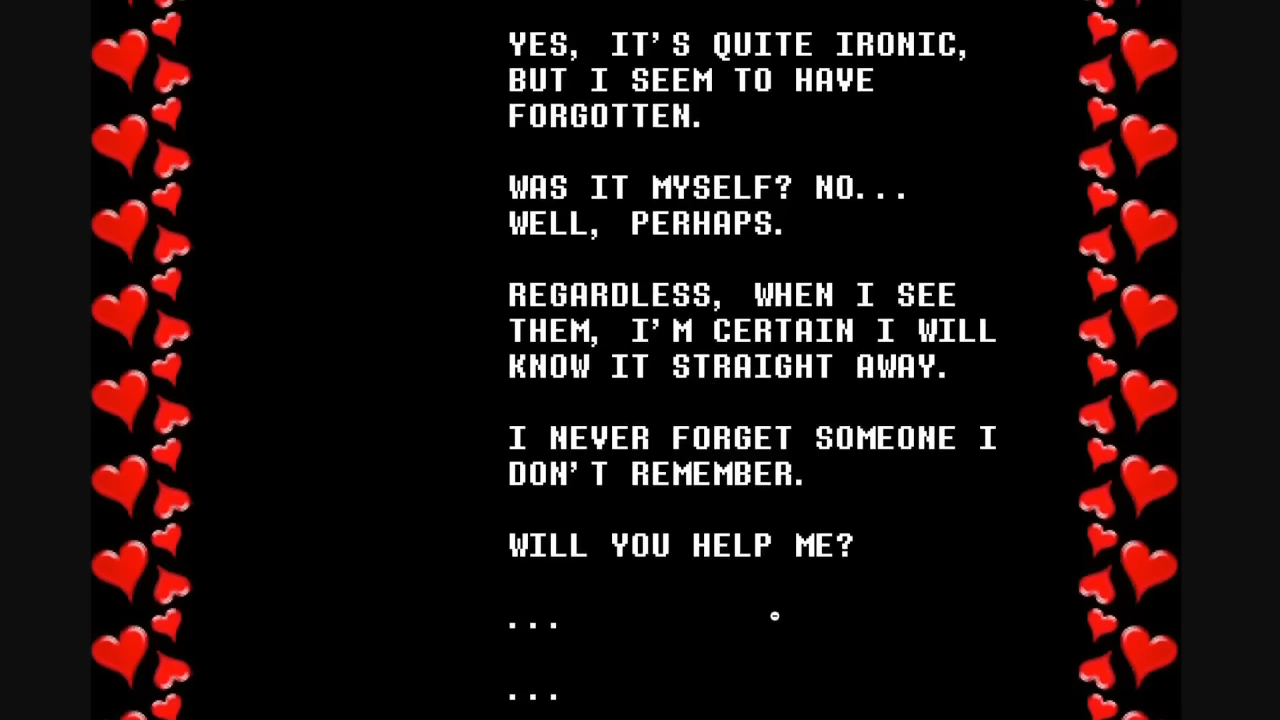 YES, IT'S QUITE IRONIC,
BUT I SEEM TO HAVE
FORGOTTEN.
WAS IT MYSELF? NO...
WELL, PERHAPS.
REGARDLESS, WHEN I SEE
THEM, I'M CERTAIN I WILL
KNOW IT STRAIGHT AWAY.
I NEVER FORGET SOMEONE I
DON'T REMEMBER.
WILL YOU HELP ME?
...
...